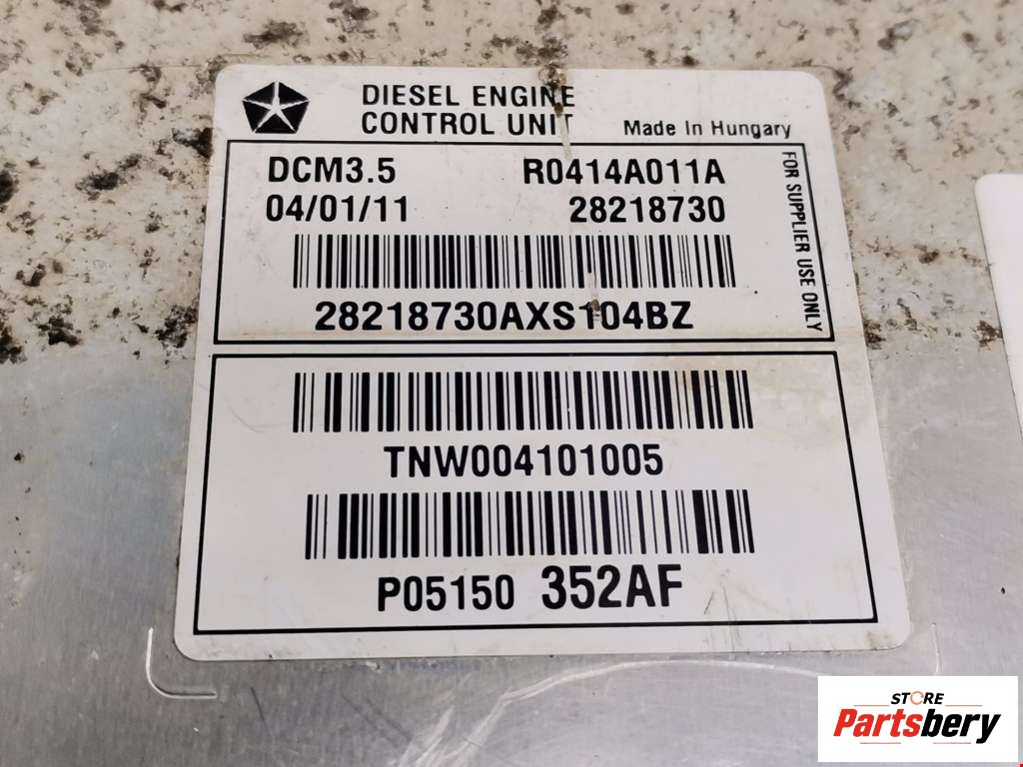 DIESEL ENGINE
CONTROL UNIT
Made In Hungary
DCM3.5 R0414A011A
04/01/11 28218730
28218730AXS104BZ
FOR SUPPLIER USE ONLY
TNW004101005
P05150 352AF
STORE
Partsbery